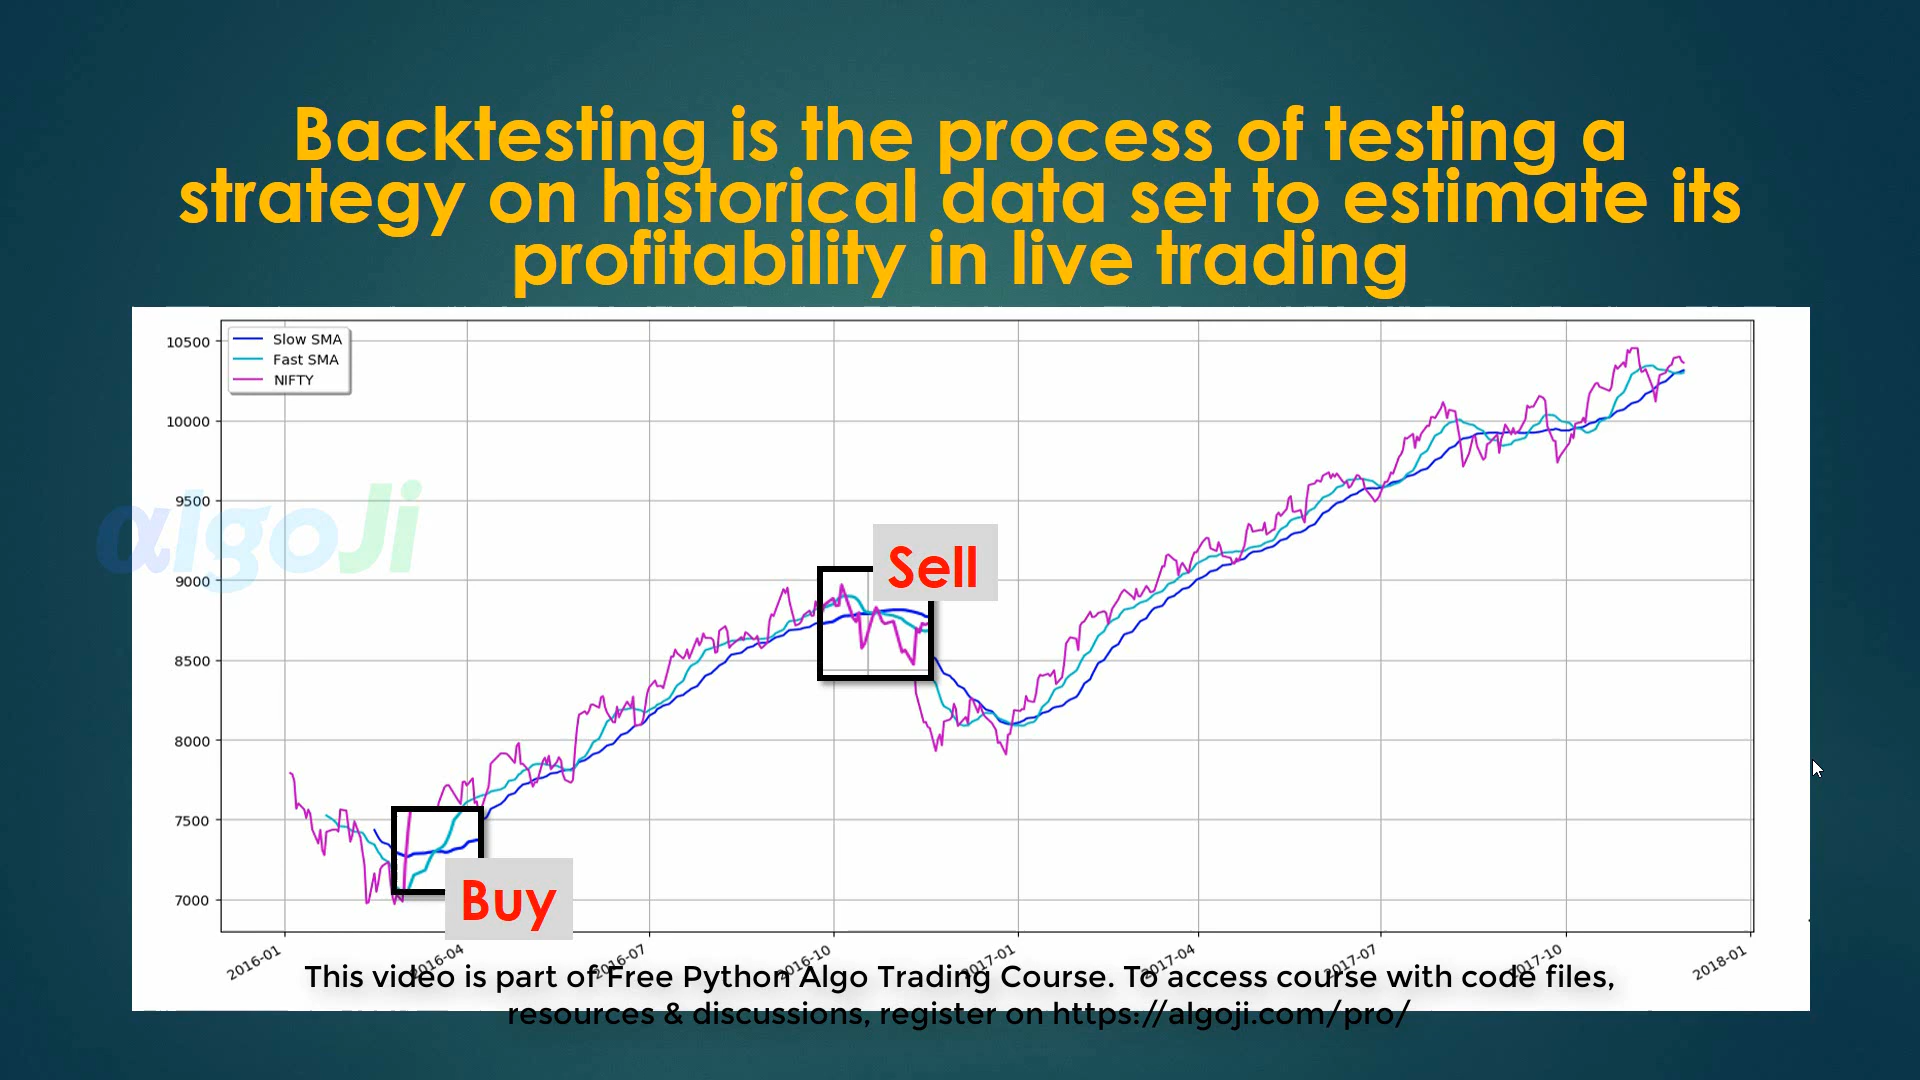 Backtesting is the process of testing a
strategy on historical data set to estimate its
profitability in live trading
Slow SMA
Fast SMA
NIFTY
10500
10000
9500
9000
8500
8000
7500
7000
αlgoJi
Sell
Buy
2016-01
2016-04
2016-07
2016-10
2017-01
2017-04
2017-07
2017-10
2018-01
This video is part of Free Python Algo Trading Course. To access course with code files,
resources & discussions, register on https://algoji.com/pro/